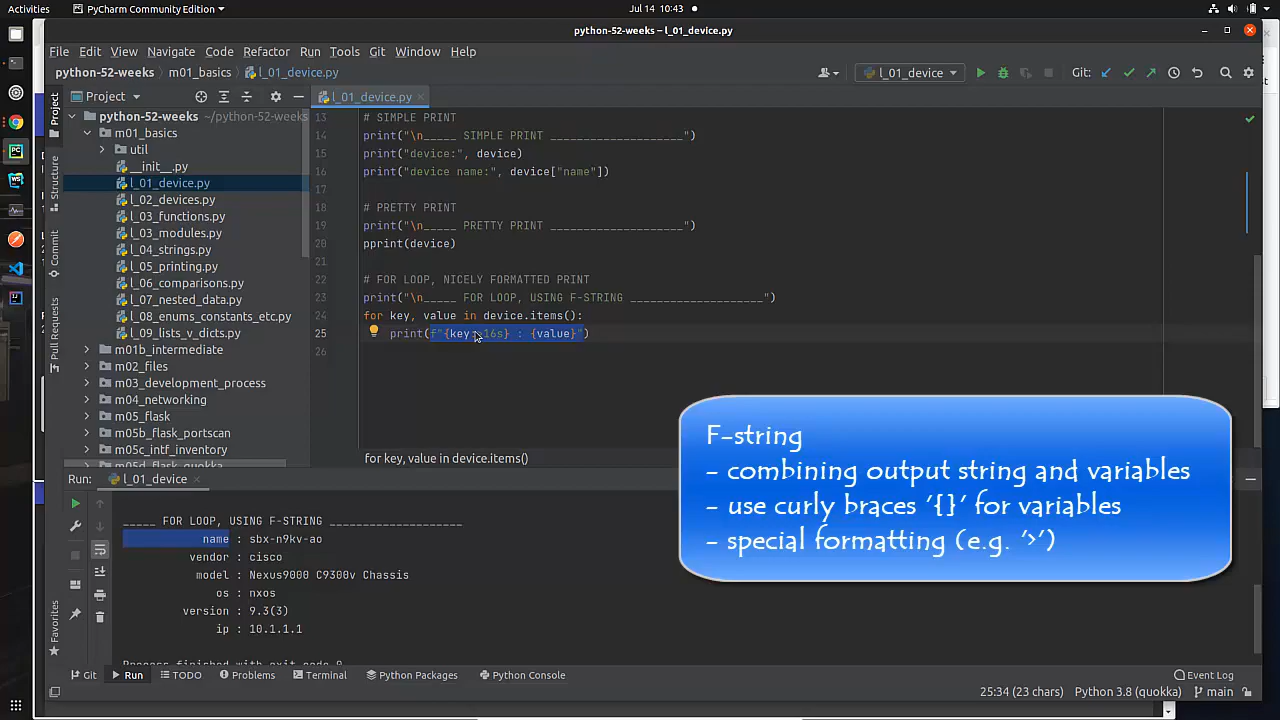 Activities
PyCharm Community Edition
Jul 14 10:43
python-52-weeks – l_01_device.py
File Edit View Navigate Code Refactor Run Tools Git Window Help
python-52-weeks m01_basics l_01_device.py
l_01_device.py
Git:
Project
l_01_device.py
Project
Structure
Commit
Pull Requests
Favorites
python-52-weeks ~/python-52-weeks
m01_basics
util
__init__.py
l_01_device.py
l_02_devices.py
l_03_functions.py
l_03_modules.py
l_04_strings.py
l_05_printing.py
l_06_comparisons.py
l_07_nested_data.py
l_08_enums_constants_etc.py
l_09_lists_v_dicts.py
m01b_intermediate
m02_files
m03_development_process
m04_networking
m05_flask
m05b_flask_portscan
m05c_intf_inventory
m05d_flask_quokka
13 # SIMPLE PRINT
14 print("\n_____ SIMPLE PRINT ____________________")
15 print("device:", device)
16 print("device name:", device["name"])
17
18 # PRETTY PRINT
19 print("\n_____ PRETTY PRINT ____________________")
20 pprint(device)
21
22 # FOR LOOP, NICELY FORMATTED PRINT
23 print("\n_____ FOR LOOP, USING F-STRING ____________________")
24 for key, value in device.items():
25 print(f"{key:>16s} : {value}")
26
for key, value in device.items()
F-string
- combining output string and variables
- use curly braces '{}' for variables
- special formatting (e.g. '>')
Run: l_01_device
_____ FOR LOOP, USING F-STRING ____________________
name : sbx-n9kv-ao
vendor : cisco
model : Nexus9000 C9300v Chassis
os : nxos
version : 9.3(3)
ip : 10.1.1.1
Process finished with exit code 0
Git Run TODO Problems Terminal Python Packages Python Console
Event Log
25:34 (23 chars) Python 3.8 (quokka) main